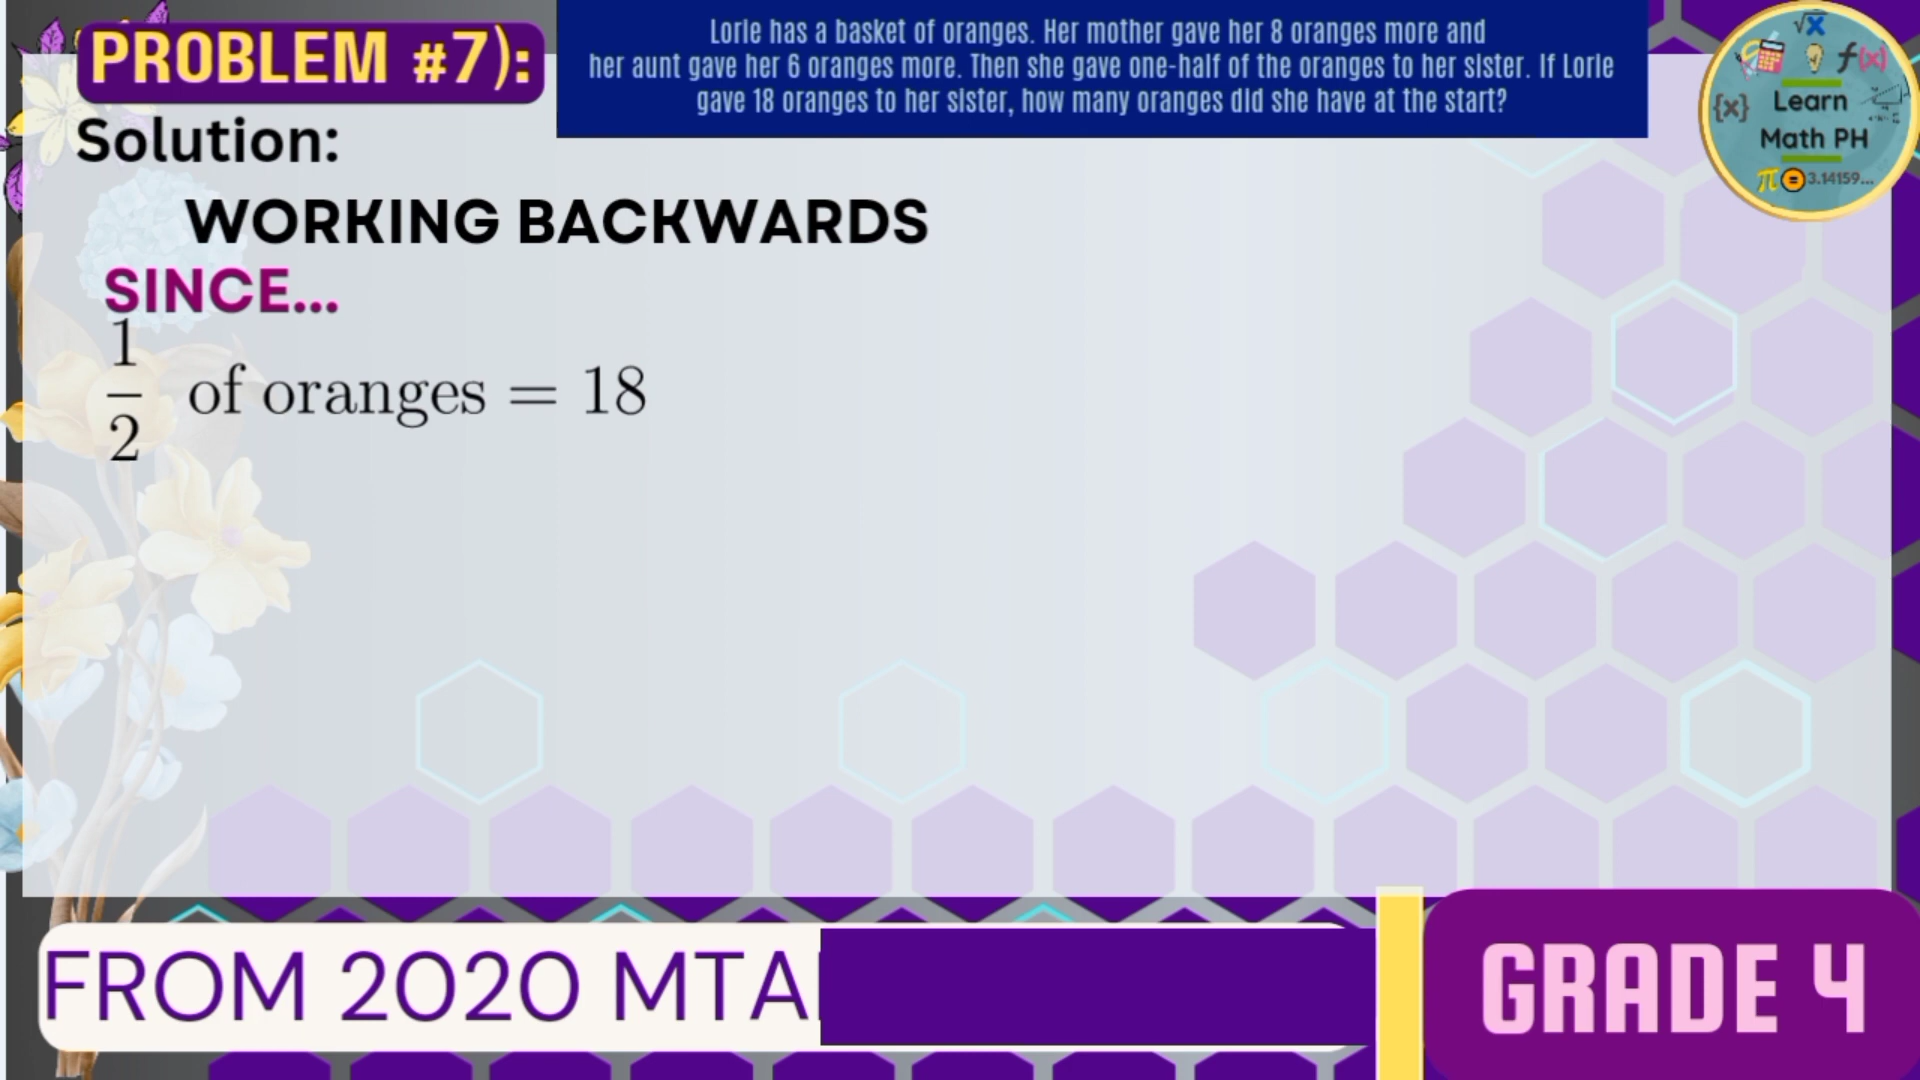 PROBLEM #7):
Lorie has a basket of oranges. Her mother gave her 8 oranges more and
her aunt gave her 6 oranges more. Then she gave one-half of the oranges to her sister. If Lorie
gave 18 oranges to her sister, how many oranges did she have at the start?
√x
f(x)
{x}
Learn
Math PH
π = 3.14159...
Solution:
WORKING BACKWARDS
SINCE...
1
2
of oranges = 18
FROM 2020 MTA
GRADE 4